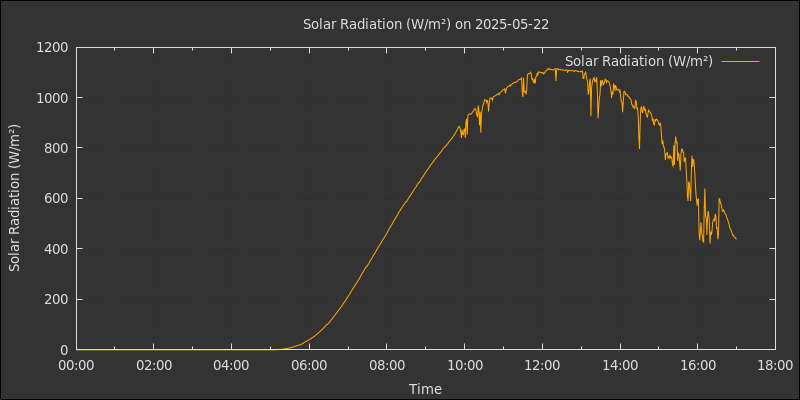 Solar Radiation (W/m²) on 2025-05-22
Solar Radiation (W/m²)
1200
1000
800
600
400
200
0
Solar Radiation (W/m²)
00:00 02:00 04:00 06:00 08:00 10:00 12:00 14:00 16:00 18:00
Time